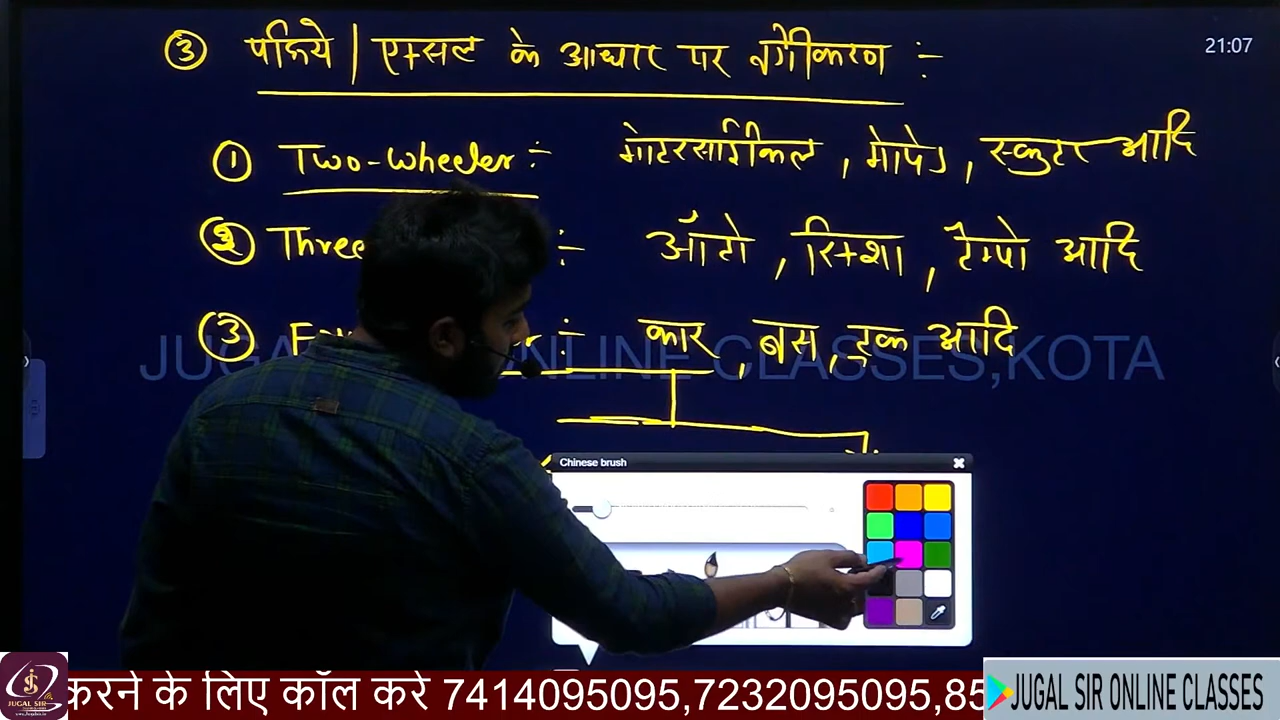 ③ पहिये | एक्सल के आधार पर वर्गीकरण :-
21:07
① Two-wheeler :- मोटरसाईकिल , मोपेड , स्कुटर आदि
② Three :- ऑटो , रिक्शा , टेम्पो आदि
③ r :- कार , बस , ट्रक आदि
JUGAL ONLINE CLASSES,KOTA
Chinese brush
करने के लिए कॉल करे 7414095095,7232095095,85
JUGAL SIR ONLINE CLASSES
JUGAL SIR